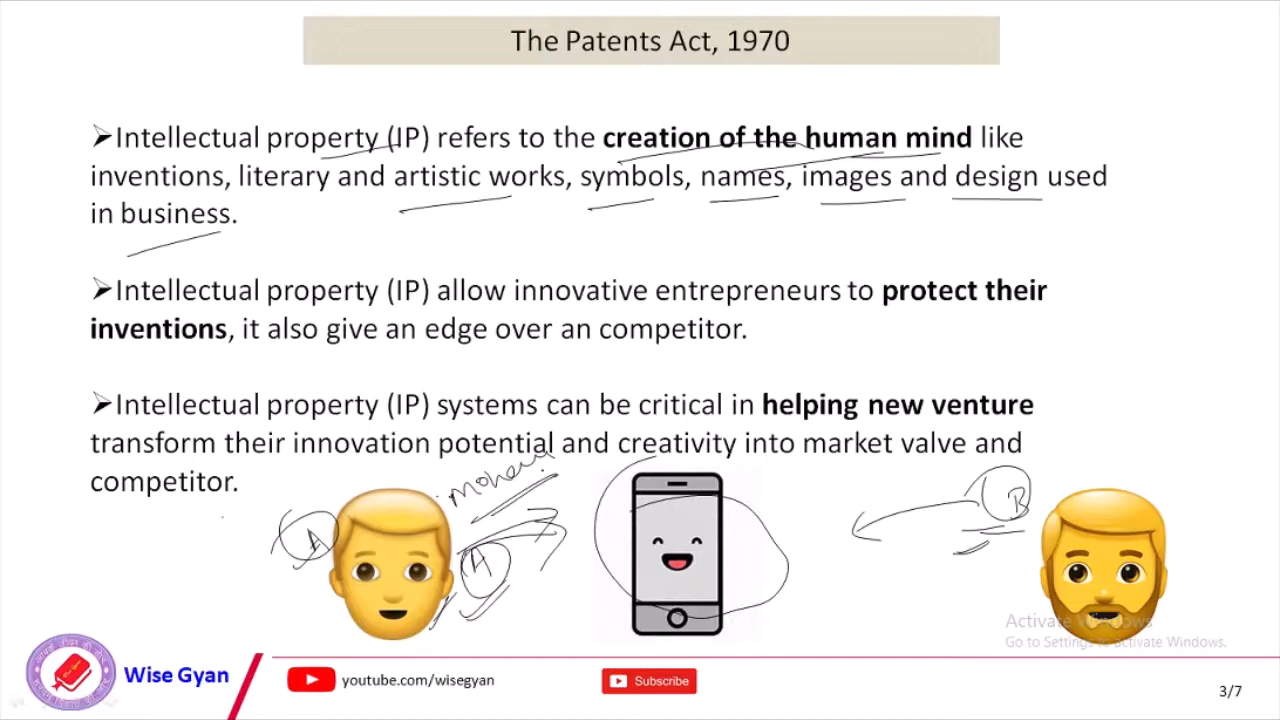 The Patents Act, 1970
➢Intellectual property (IP) refers to the creation of the human mind like
inventions, literary and artistic works, symbols, names, images and design used
in business.
➢Intellectual property (IP) allow innovative entrepreneurs to protect their
inventions, it also give an edge over an competitor.
➢Intellectual property (IP) systems can be critical in helping new venture
transform their innovation potential and creativity into market valve and
competitor.
A
A
B
Activate Windows
Go to Settings to activate Windows.
Wise Gyan
youtube.com/wisegyan
Subscribe
3/7